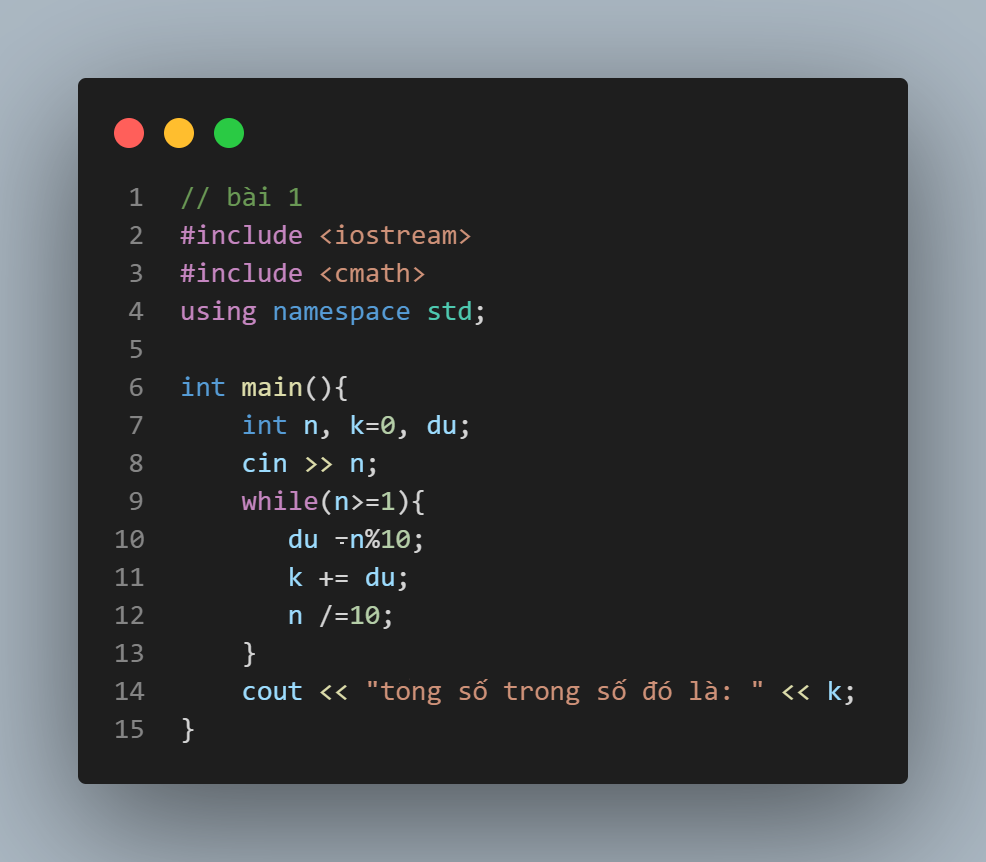 1 // bài 1
2 #include <iostream>
3 #include <cmath>
4 using namespace std;
5
6 int main(){
7     int n, k=0, du;
8     cin >> n;
9     while(n>=1){
10        du =n%10;
11        k += du;
12        n /=10;
13     }
14     cout << "tong số trong số đó là: " << k;
15 }